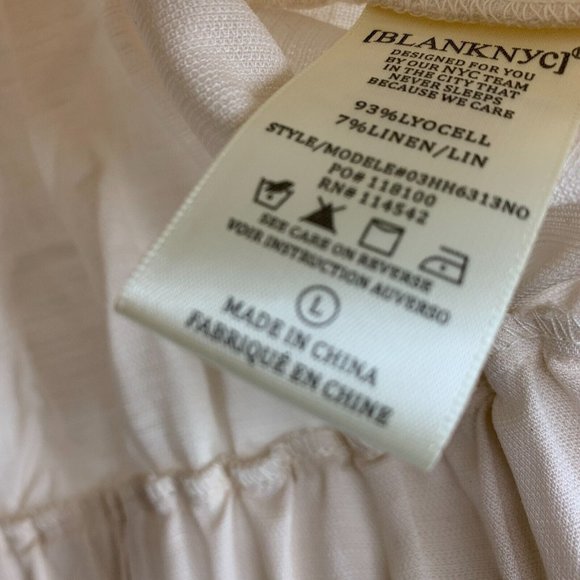 [BLANKNYC]®
DESIGNED FOR YOU
BY OUR NYC TEAM
IN THE CITY THAT
NEVER SLEEPS
BECAUSE WE CARE
93%LYOCELL
7%LINEN/LIN
STYLE/MODELE#03HH6313NO
PO# 118100
RN# 114542
SEE CARE ON REVERSE
VOIR INSTRUCTION AUVERSO
L
MADE IN CHINA
FABRIQUÉ EN CHINE